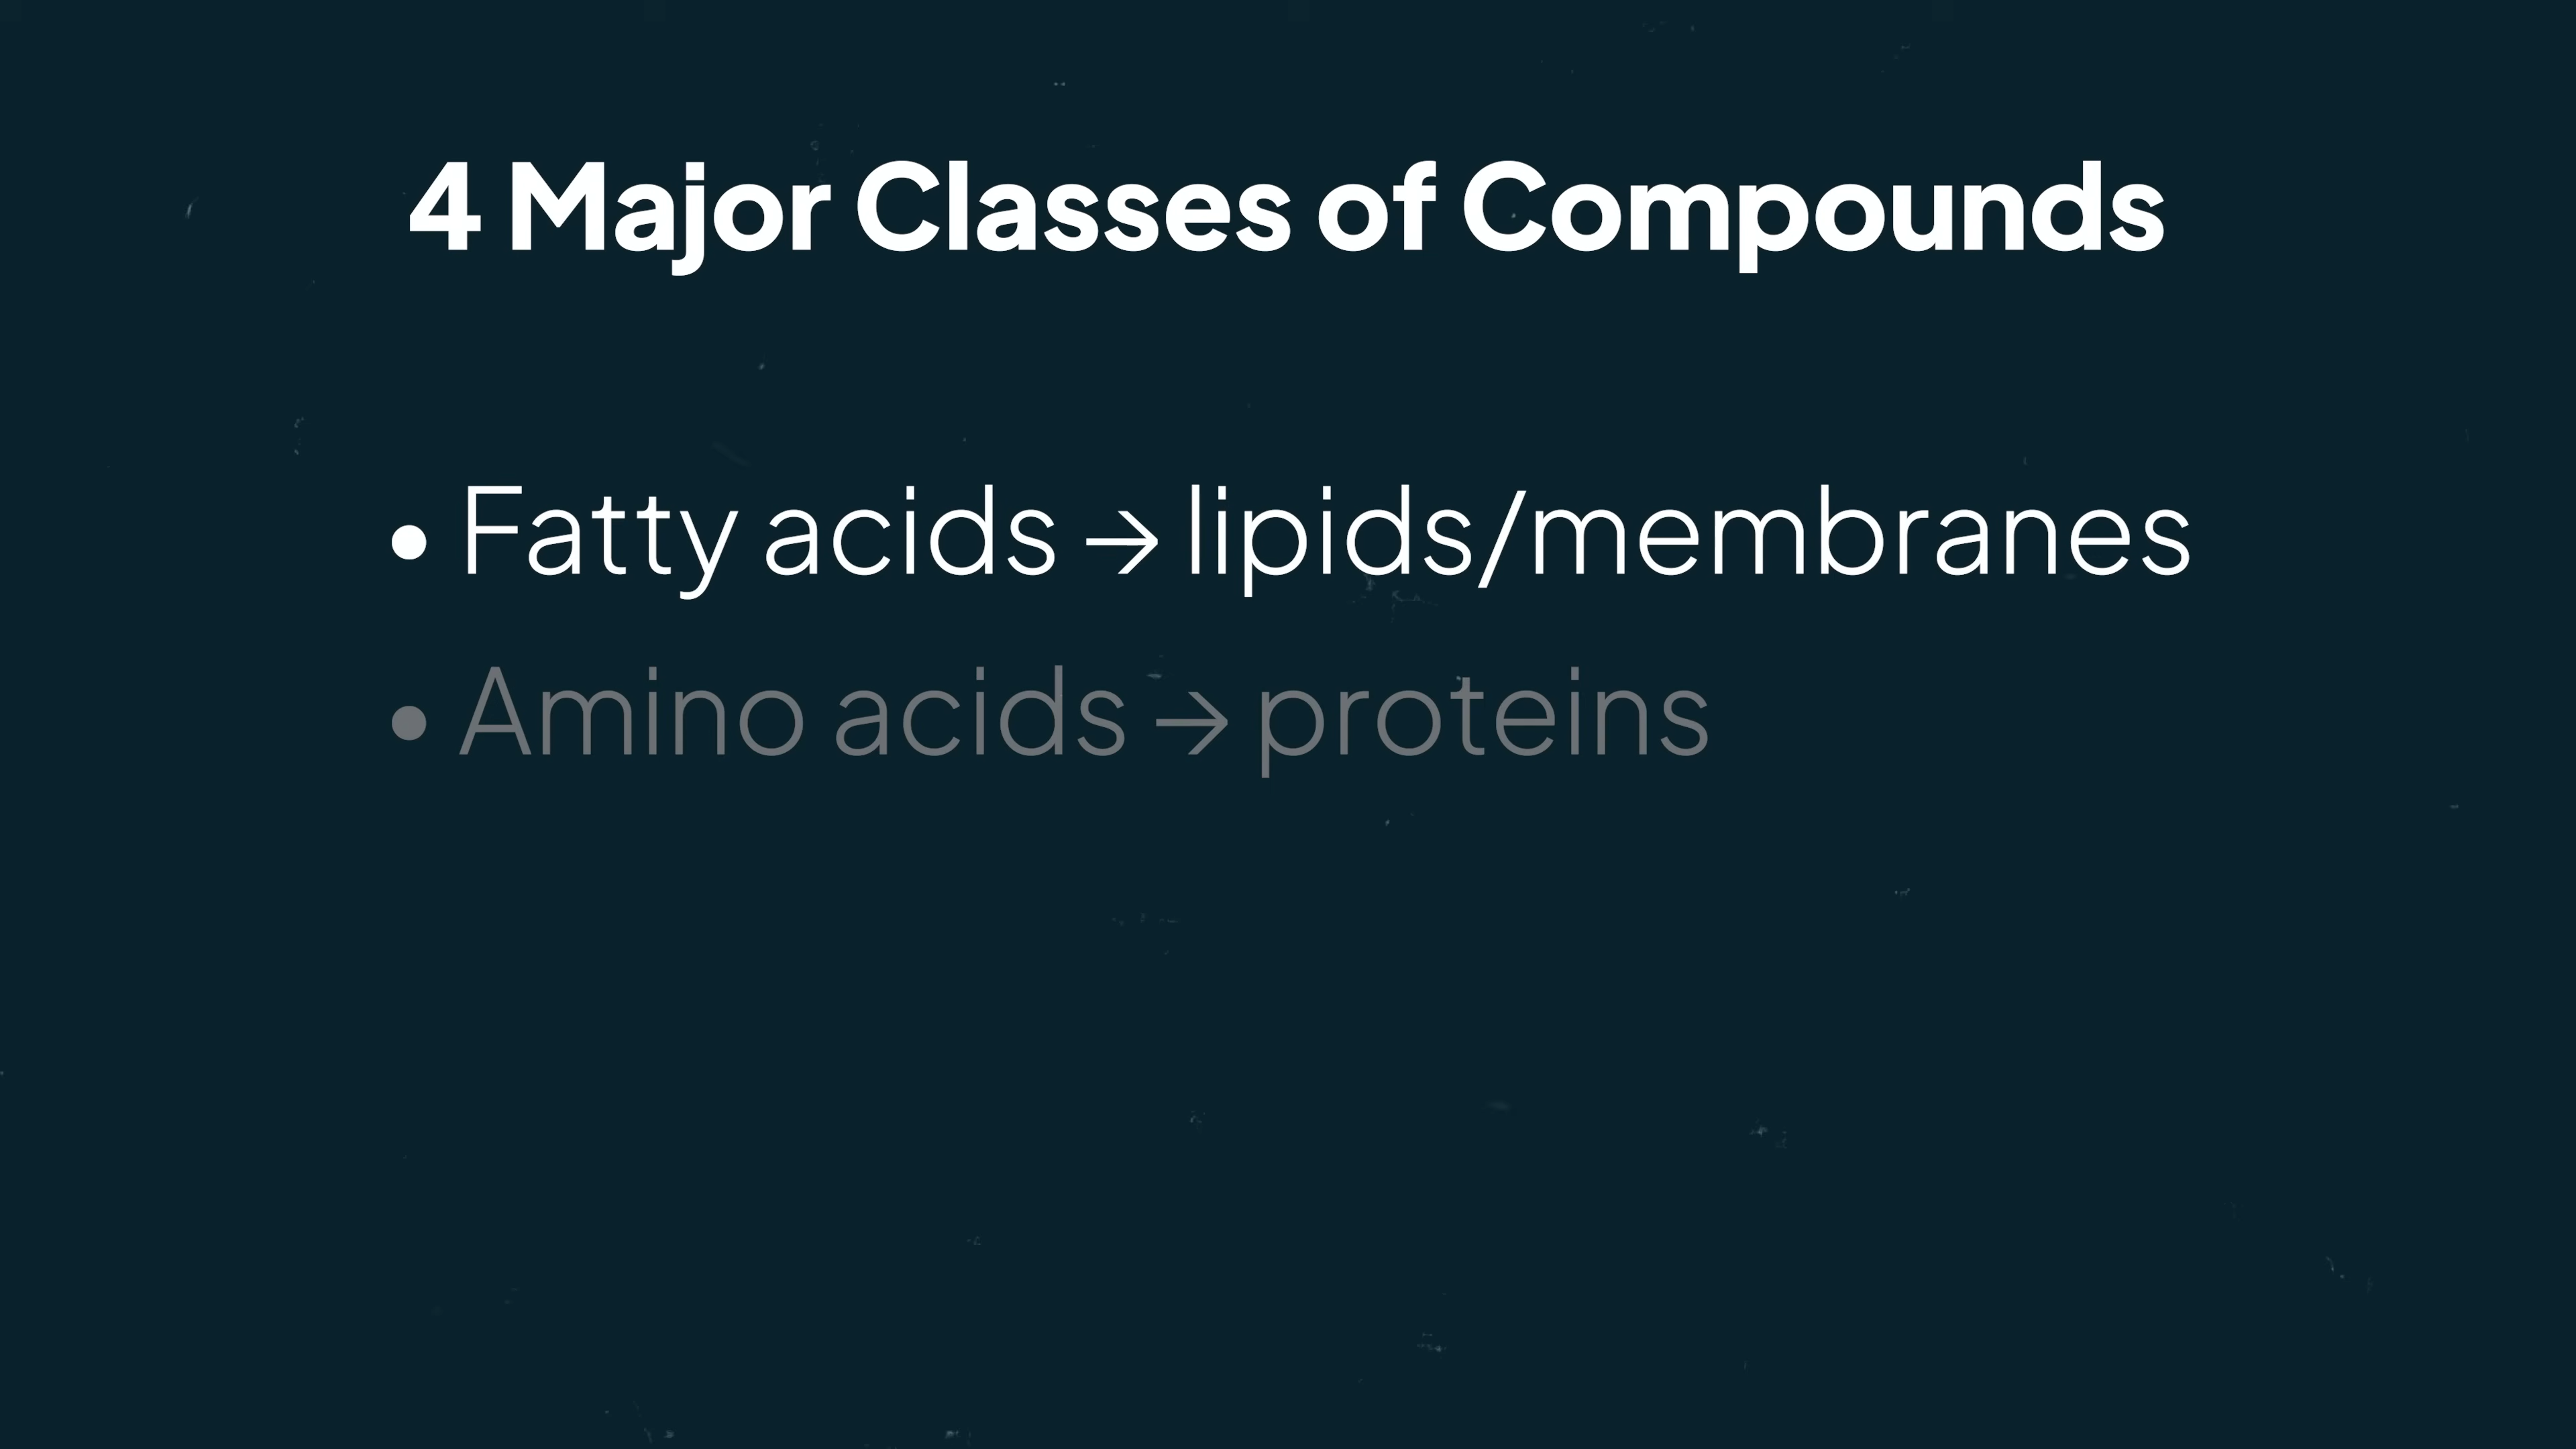 4 Major Classes of Compounds
• Fatty acids → lipids/membranes
• Amino acids → proteins